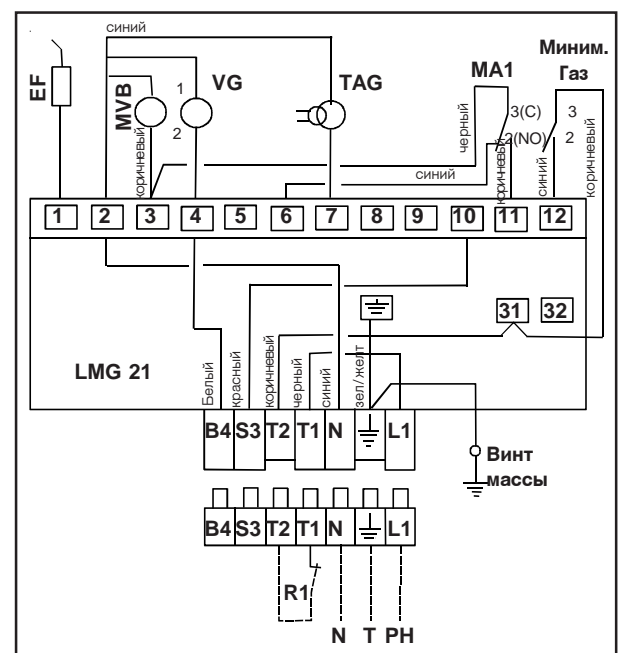 синий
Миним.
Газ
EF
MVB
VG
TAG
MA1
1
2
коричневый
черный
3(C)
2(NO)
3
2
коричневый
синий
коричневый
синий
1 2 3 4 5 6 7 8 9 10 11 12
31 32
LMG 21
Белый
красный
коричневый
черный
синий
зел/желт
B4 S3 T2 T1 N L1
Винт
массы
B4 S3 T2 T1 N L1
R1
N T PH